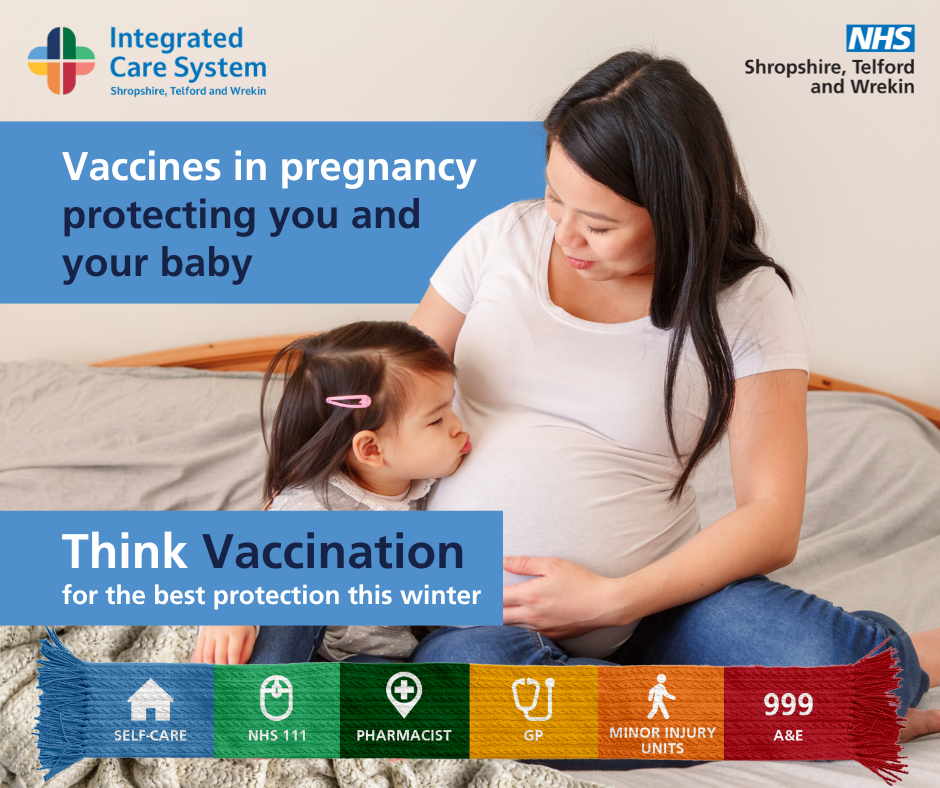 Integrated
Care System
Shropshire, Telford and Wrekin
NHS
Shropshire, Telford
and Wrekin
Vaccines in pregnancy
protecting you and
your baby
Think Vaccination
for the best protection this winter
SELF-CARE
NHS 111
PHARMACIST
GP
MINOR INJURY
UNITS
999
A&E